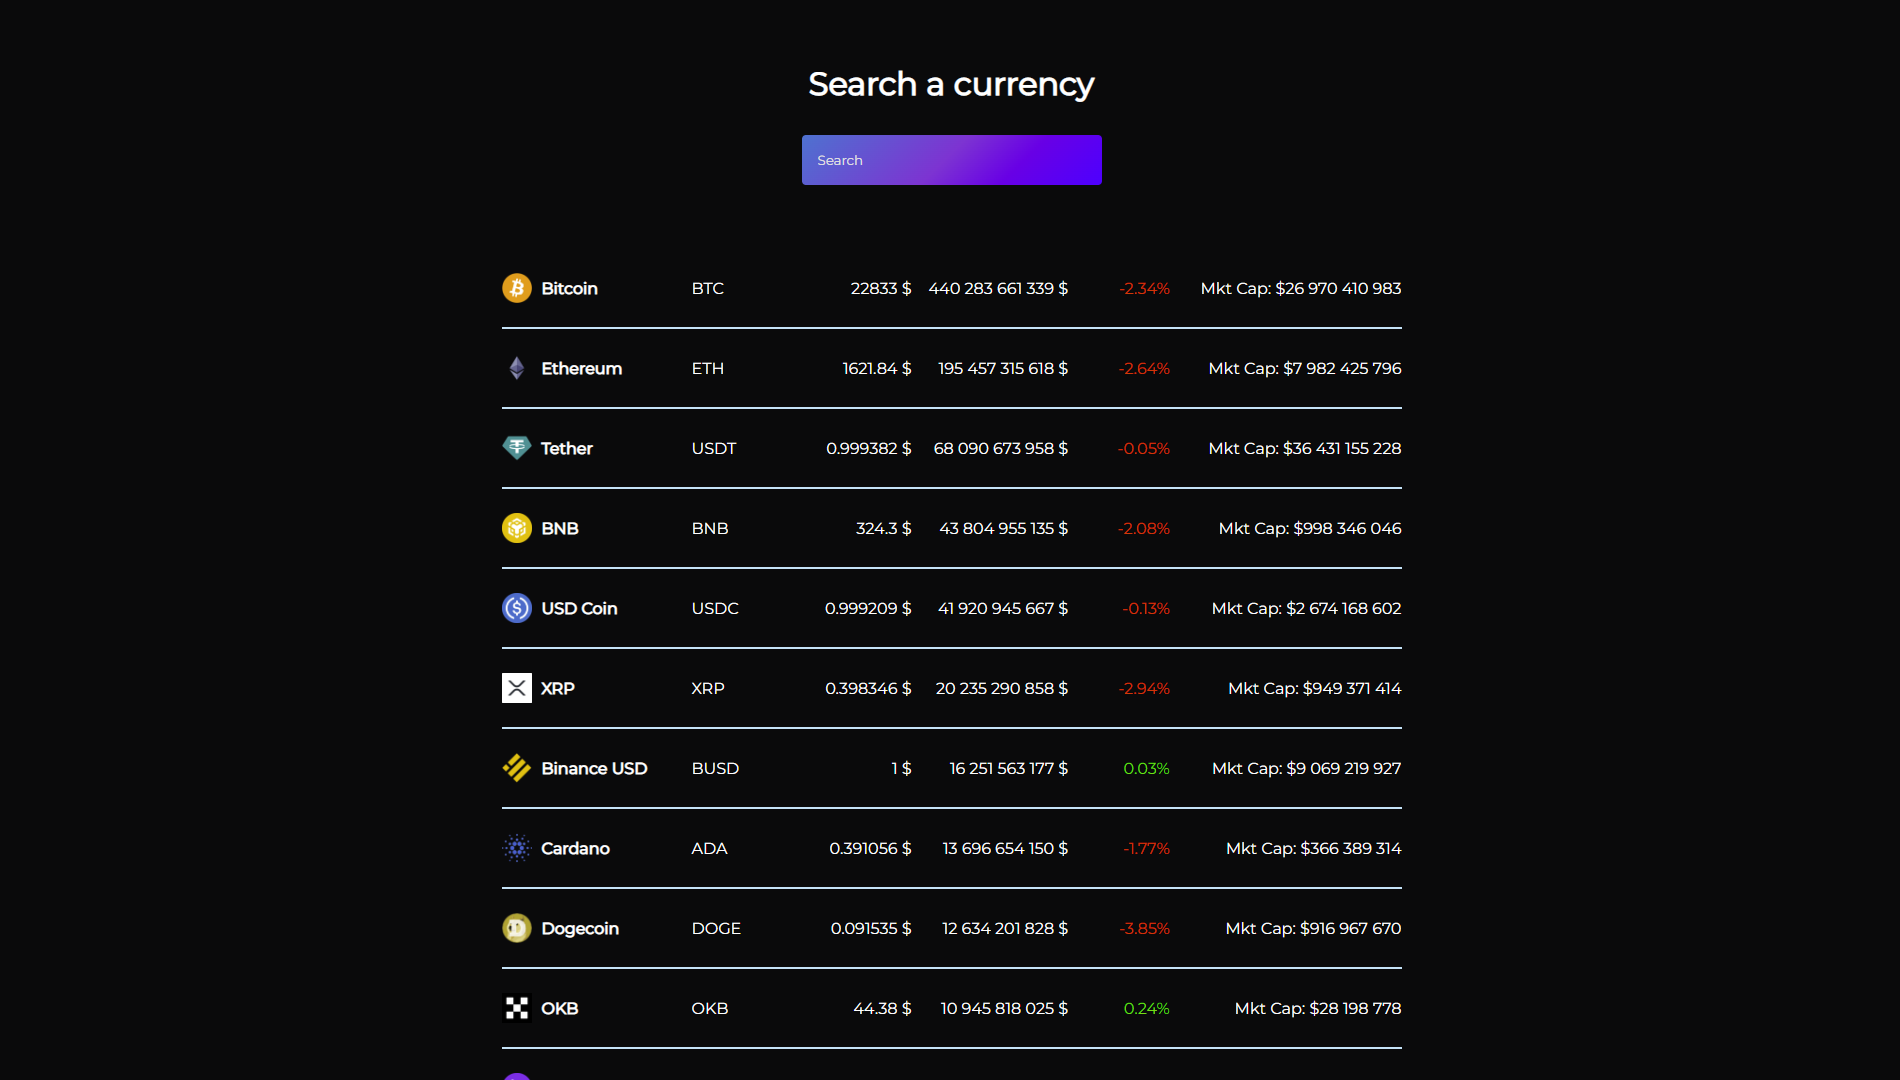 Search a currency
Search
Bitcoin BTC 22833 $ 440 283 661 339 $ -2.34% Mkt Cap: $26 970 410 983
Ethereum ETH 1621.84 $ 195 457 315 618 $ -2.64% Mkt Cap: $7 982 425 796
Tether USDT 0.999382 $ 68 090 673 958 $ -0.05% Mkt Cap: $36 431 155 228
BNB BNB 324.3 $ 43 804 955 135 $ -2.08% Mkt Cap: $998 346 046
USD Coin USDC 0.999209 $ 41 920 945 667 $ -0.13% Mkt Cap: $2 674 168 602
XRP XRP 0.398346 $ 20 235 290 858 $ -2.94% Mkt Cap: $949 371 414
Binance USD BUSD 1 $ 16 251 563 177 $ 0.03% Mkt Cap: $9 069 219 927
Cardano ADA 0.391056 $ 13 696 654 150 $ -1.77% Mkt Cap: $366 389 314
Dogecoin DOGE 0.091535 $ 12 634 201 828 $ -3.85% Mkt Cap: $916 967 670
OKB OKB 44.38 $ 10 945 818 025 $ 0.24% Mkt Cap: $28 198 778